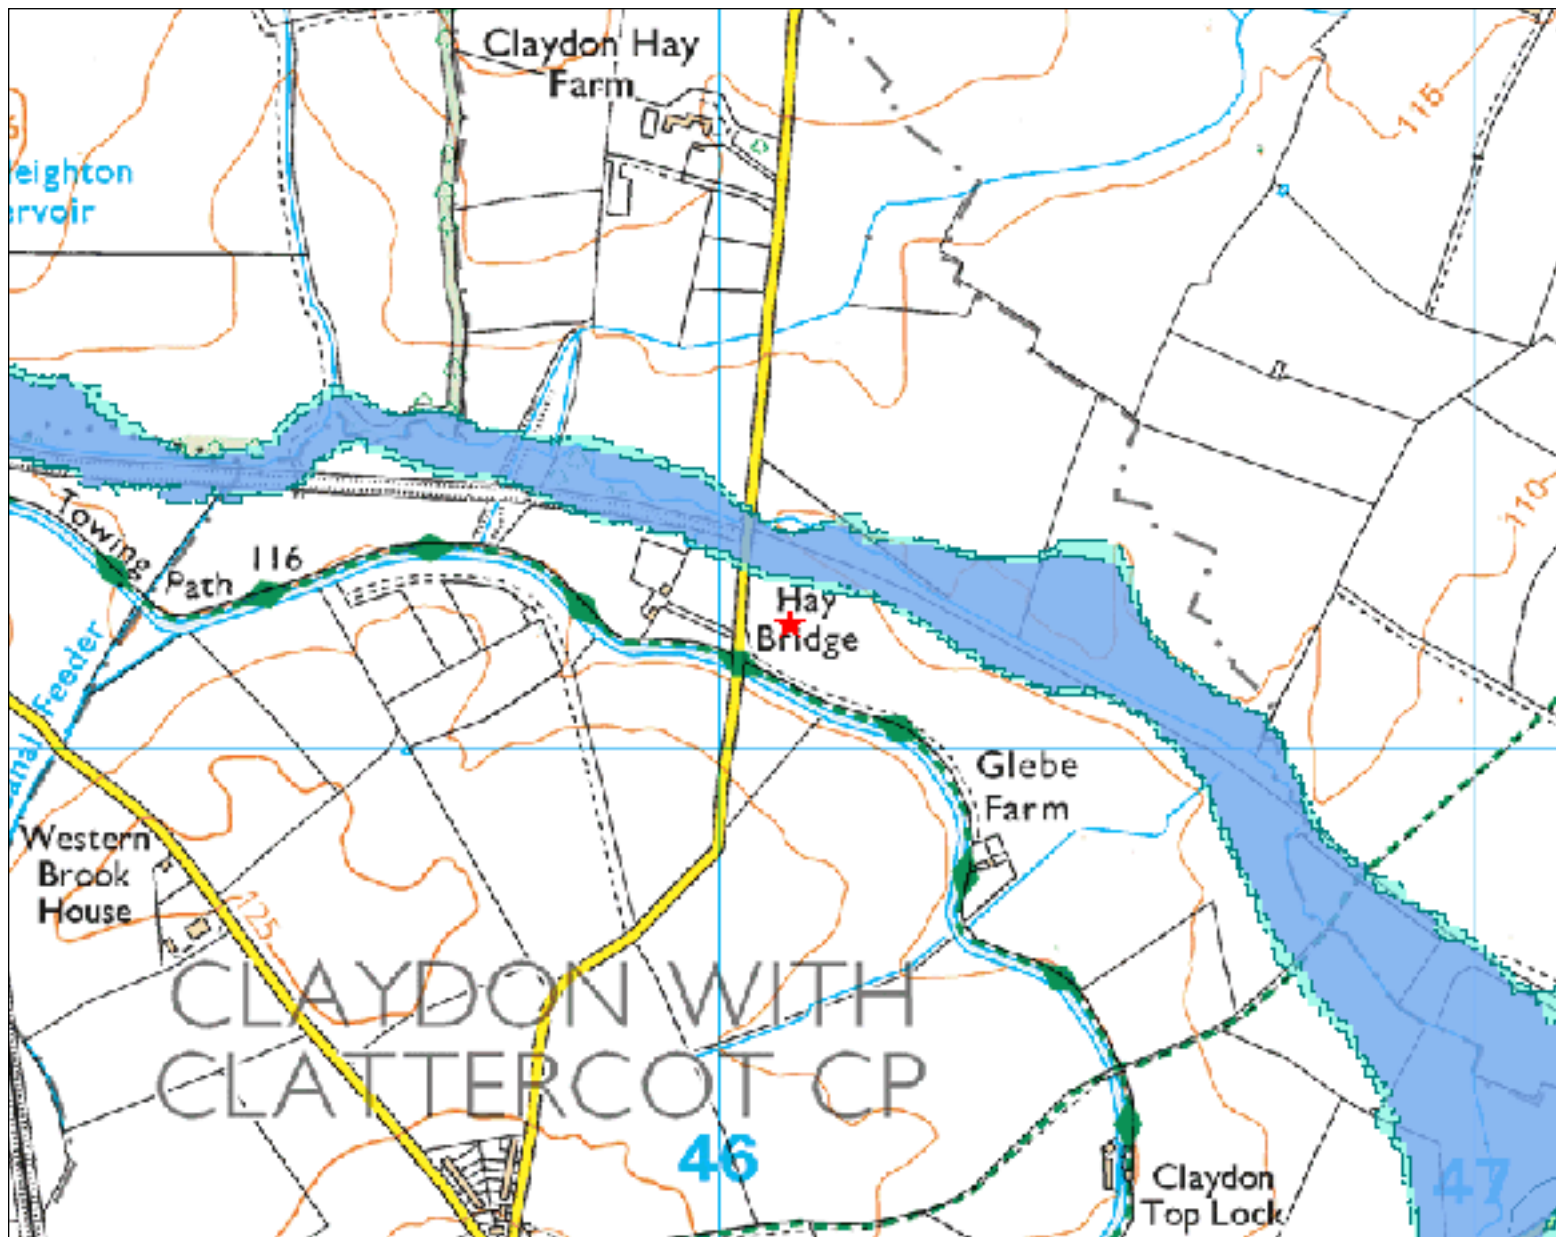 Claydon Hay
Farm
115
eighton
ervoir
Towing
Path
116
Hay
Bridge
110
Canal Feeder
Glebe
Farm
Western
Brook
House
125
CLAYDON WITH
CLATTERCOT CP
46
47
Claydon
Top Lock